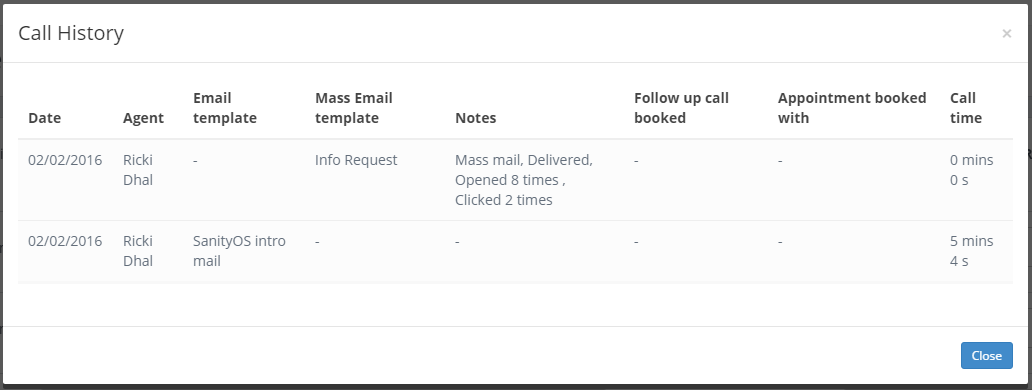 Call History
×
Date Agent Email template Mass Email template Notes Follow up call booked Appointment booked with Call time
02/02/2016 Ricki Dhal - Info Request Mass mail, Delivered, Opened 8 times , Clicked 2 times - - 0 mins 0 s
02/02/2016 Ricki Dhal SanityOS intro mail - - - - 5 mins 4 s
Close